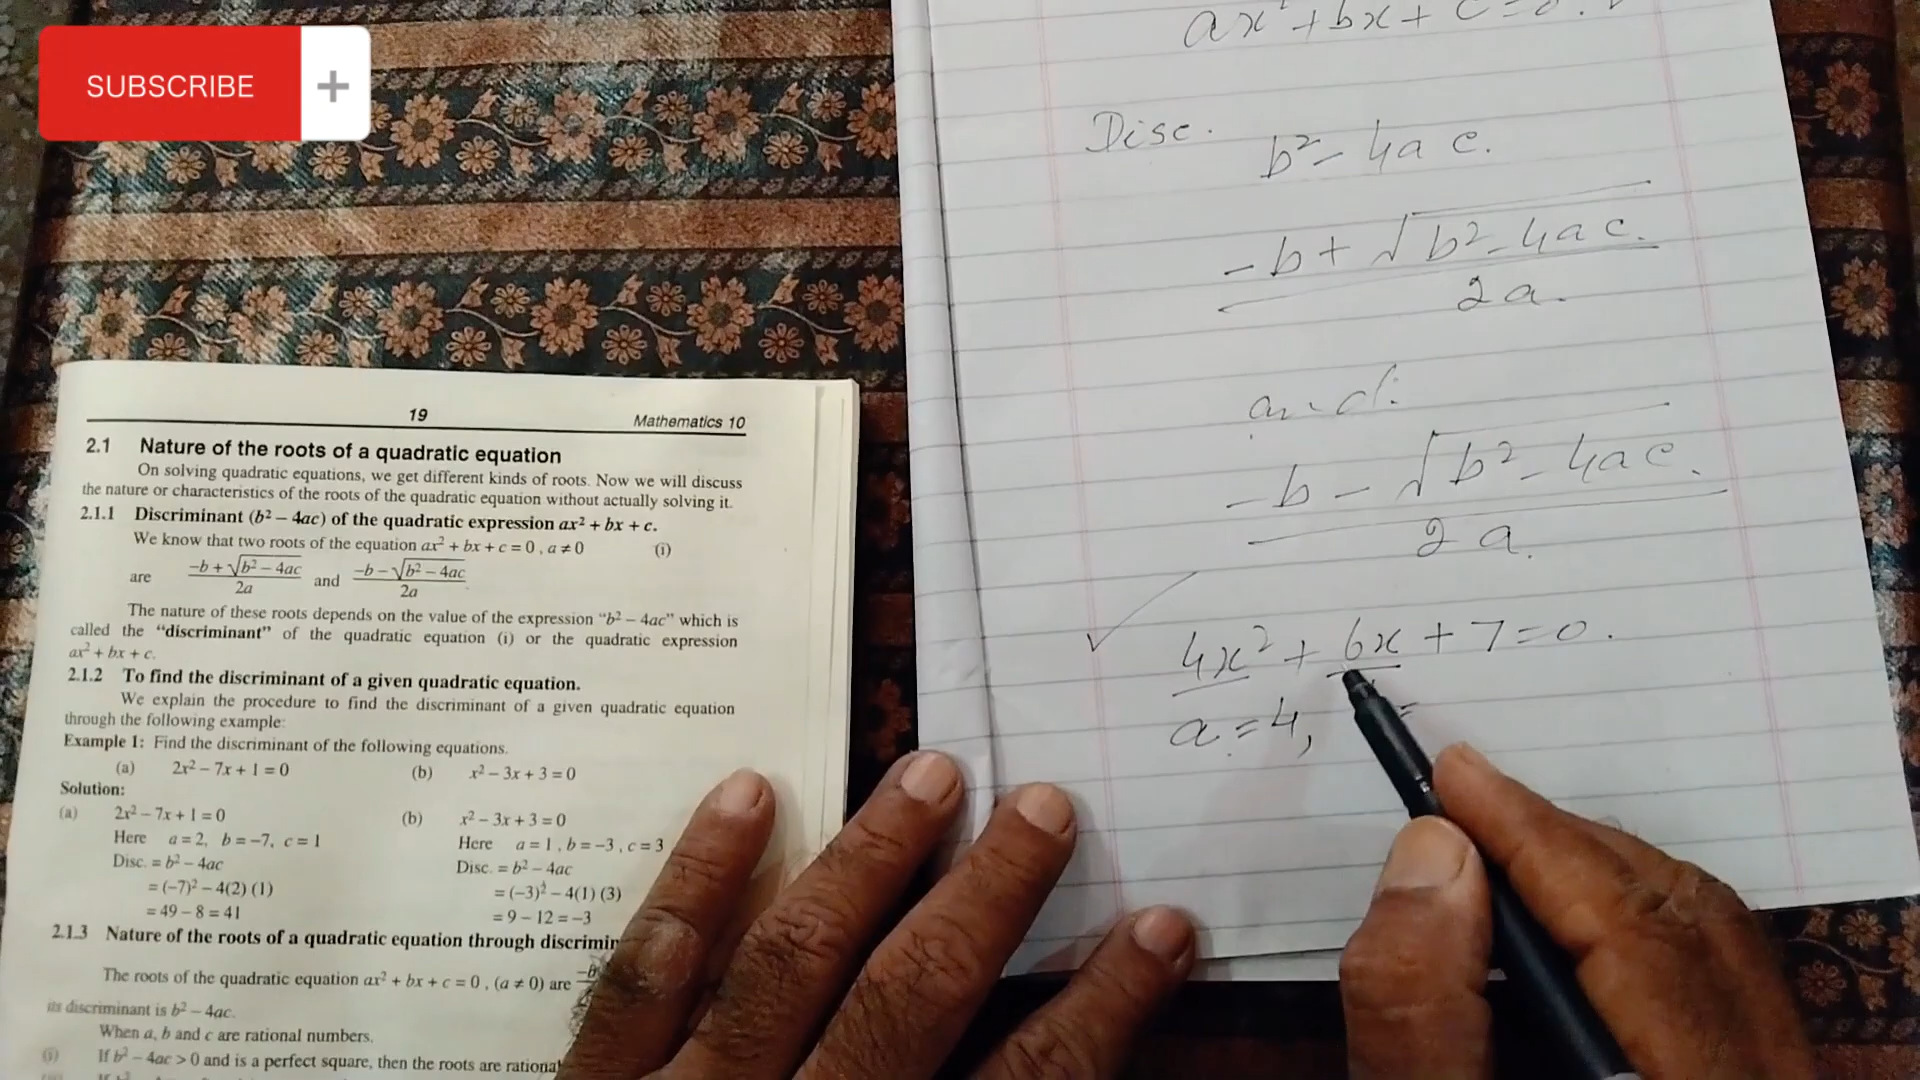 SUBSCRIBE +
19 Mathematics 10
2.1 Nature of the roots of a quadratic equation
On solving quadratic equations, we get different kinds of roots. Now we will discuss
the nature or characteristics of the roots of the quadratic equation without actually solving it.
2.1.1 Discriminant (b² – 4ac) of the quadratic expression ax² + bx + c.
We know that two roots of the equation ax² + bx + c = 0 , a ≠ 0 (i)
are (–b + √(b² – 4ac))/2a and (–b – √(b² – 4ac))/2a
The nature of these roots depends on the value of the expression “b² – 4ac” which is
called the “discriminant” of the quadratic equation (i) or the quadratic expression
ax² + bx + c.
2.1.2 To find the discriminant of a given quadratic equation.
We explain the procedure to find the discriminant of a given quadratic equation
through the following example:
Example 1: Find the discriminant of the following equations.
(a) 2x² – 7x + 1 = 0 (b) x² – 3x + 3 = 0
Solution:
(a) 2x² – 7x + 1 = 0 (b) x² – 3x + 3 = 0
Here a = 2, b = –7, c = 1 Here a = 1 , b = –3 , c = 3
Disc. = b² – 4ac Disc. = b² – 4ac
= (–7)² – 4(2) (1) = (–3)² – 4(1) (3)
= 49 – 8 = 41 = 9 – 12 = –3
2.1.3 Nature of the roots of a quadratic equation through
The roots of the quadratic equation ax² + bx + c = 0 , (a ≠ 0) are
its discriminant is b² – 4ac.
When a, b and c are rational numbers.
(i) If b² – 4ac > 0 and is a perfect square, then the roots are rational
ax² + bx + c = 0.
Disc. b² – 4ac.
(–b + √(b² – 4ac.))/2a.
and:
(–b – √(b² – 4ac.))/2a.
4x² + 6x + 7 = 0.
a = 4, =